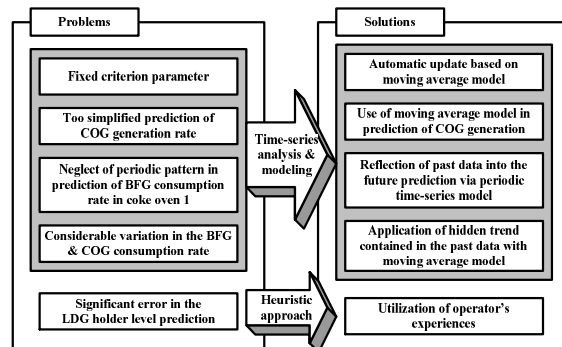 Problems
Fixed criterion parameter
Too simplified prediction of
COG generation rate
Neglect of periodic pattern in
prediction of BFG consumption
rate in coke oven 1
Considerable variation in the BFG
& COG consumption rate
Significant error in the
LDG holder level prediction
Time-series
analysis &
modeling
Heuristic
approach
Solutions
Automatic update based on
moving average model
Use of moving average model in
prediction of COG generation
Reflection of past data into the
future prediction via periodic
time-series model
Application of hidden trend
contained in the past data with
moving average model
Utilization of operator's
experiences